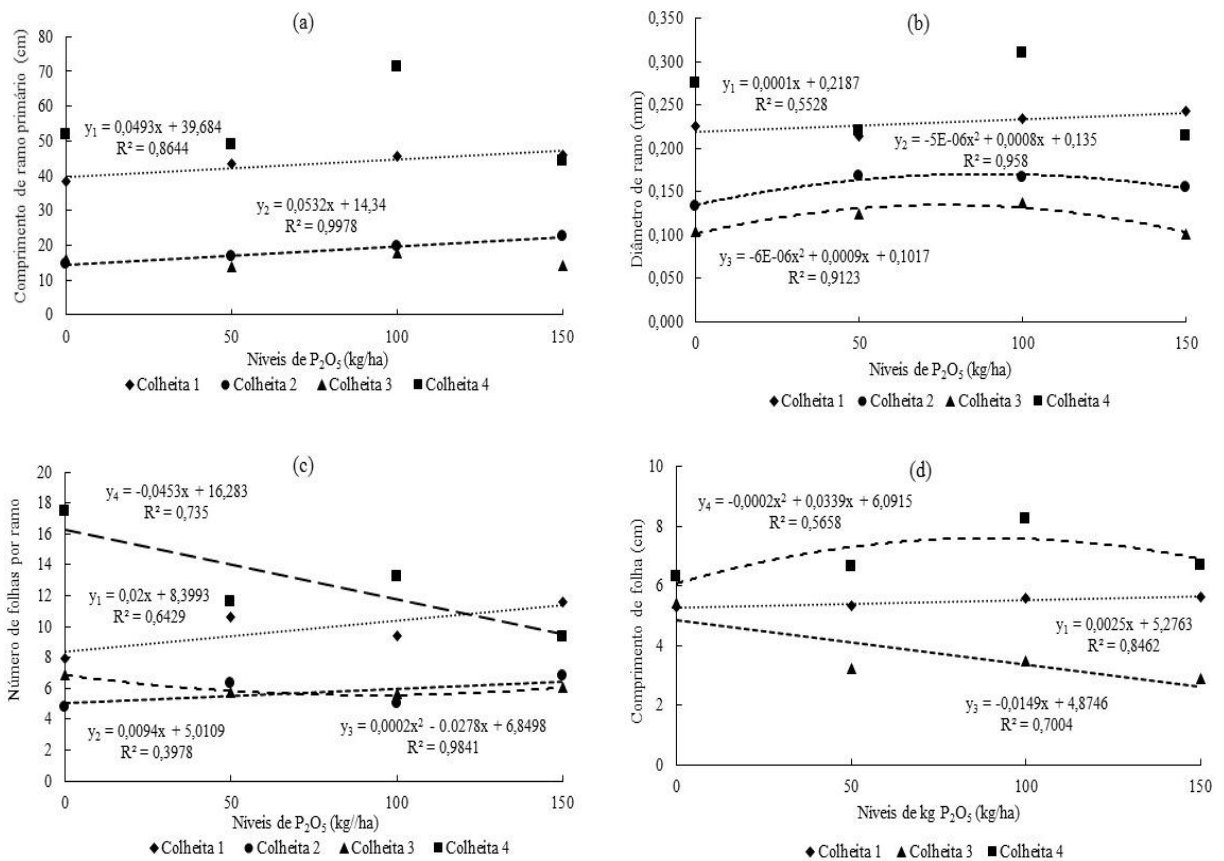 (a)
Comprimento de ramo primário (cm)
80
70
60
50
40
30
20
10
0
y₁ = 0,0493x + 39,684
R² = 0,8644
y₂ = 0,0532x + 14,34
R² = 0,9978
0 50 100 150
Niveis de P₂O₅ (kg/ha)
Colheita 1 Colheita 2 Colheita 3 Colheita 4
(b)
Diâmetro de ramo (mm)
0,350
0,300
0,250
0,200
0,150
0,100
0,050
0,000
y₁ = 0,0001x + 0,2187
R² = 0,5528
y₂ = -5E-06x² + 0,0008x + 0,135
R² = 0,958
y₃ = -6E-06x² + 0,0009x + 0,1017
R² = 0,9123
0 50 100 150
Niveis de P₂O₅ (kg/ha)
Colheita 1 Colheita 2 Colheita 3 Colheita 4
(c)
Número de folhas por ramo
20
18
16
14
12
10
8
6
4
2
0
y₄ = -0,0453x + 16,283
R² = 0,735
y₁ = 0,02x + 8,3993
R² = 0,6429
y₂ = 0,0094x + 5,0109
R² = 0,3978
y₃ = 0,0002x² - 0,0278x + 6,8498
R² = 0,9841
0 50 100 150
Niveis de P₂O₅ (kg//ha)
Colheita 1 Colheita 2 Colheita 3 Colheita 4
(d)
Comprimento de folha (cm)
10
8
6
4
2
0
y₄ = -0,0002x² + 0,0339x + 6,0915
R² = 0,5658
y₁ = 0,0025x + 5,2763
R² = 0,8462
y₃ = -0,0149x + 4,8746
R² = 0,7004
0 50 100 150
Niveis de kg P₂O₅ (kg/ha)
Colheita 1 Colheita 3 Colheita 4